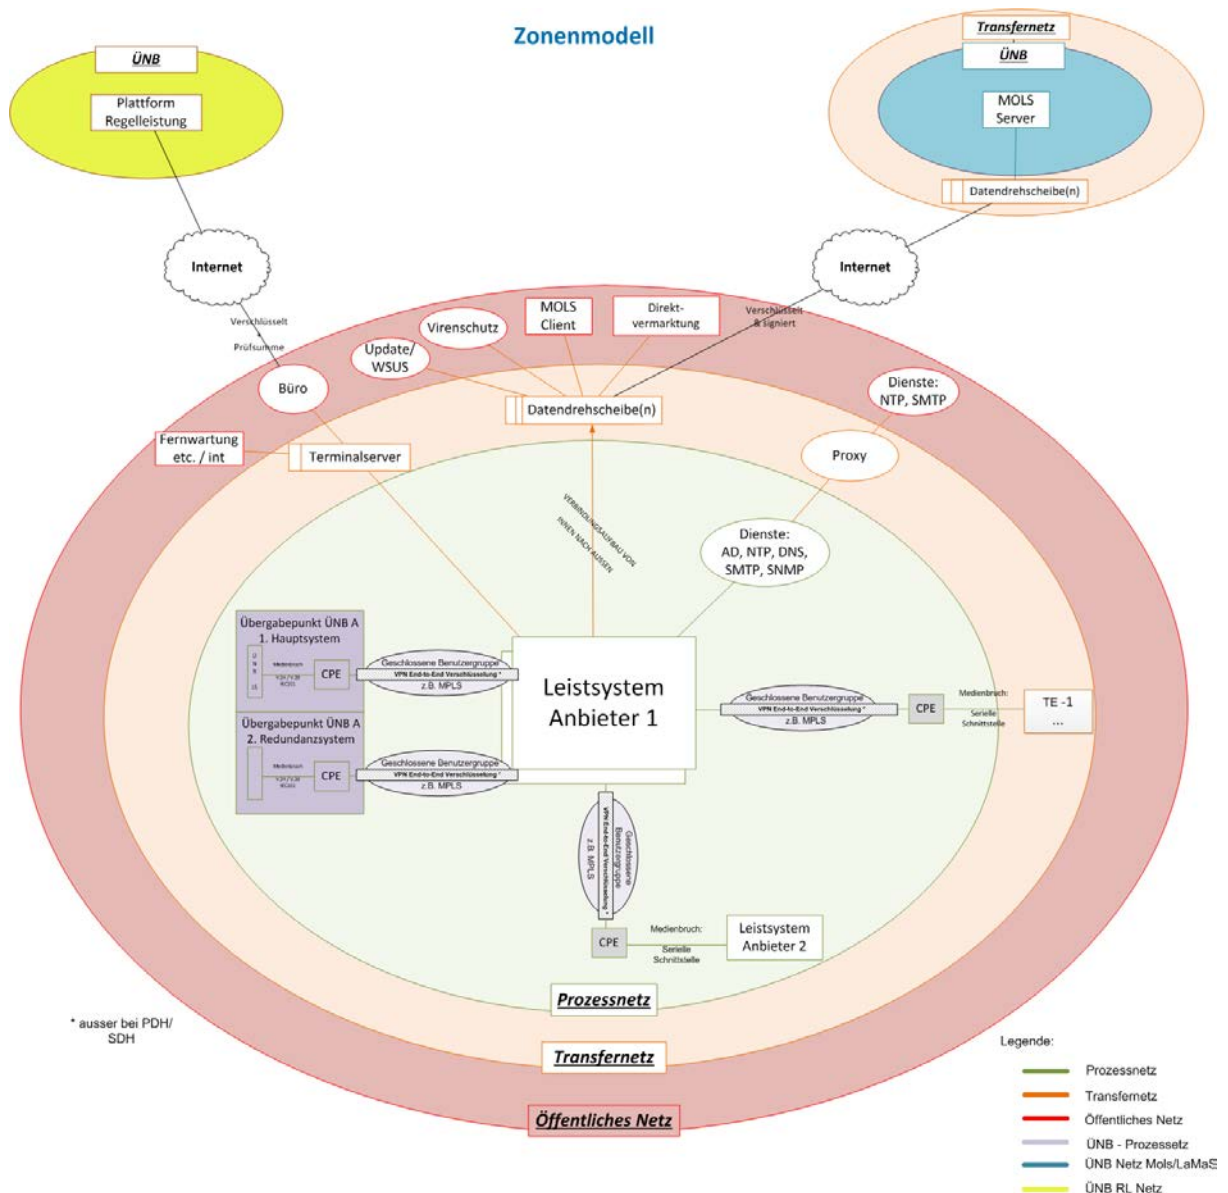 Zonenmodell
ÜNB
Plattform
Regelleistung
Transfernetz
ÜNB
MOLS
Server
Datendrehscheibe(n)
Internet
Internet
Verschlüsselt
+
Prüfsumme
Verschlüsselt
& signiert
Büro
Update/
WSUS
Virenschutz
MOLS
Client
Direkt-
vermarktung
Dienste:
NTP, SMTP
Datendrehscheibe(n)
Fernwartung
etc. / int
Terminalserver
Proxy
VERBINDUNGSAUFBAU VON
INNEN NACH AUSSEN
Dienste:
AD, NTP, DNS,
SMTP, SNMP
Übergabepunkt ÜNB A
1. Hauptsystem
Medienbruch:
CPE
Geschlossene Benutzergruppe
VPN End-to-End Verschlüsselung *
z.B. MPLS
Übergabepunkt ÜNB A
2. Redundanzsystem
Medienbruch:
CPE
Geschlossene Benutzergruppe
VPN End-to-End Verschlüsselung *
z.B. MPLS
Leistsystem
Anbieter 1
Geschlossene Benutzergruppe
VPN End-to-End Verschlüsselung *
z.B. MPLS
CPE
Medienbruch:
Serielle
Schnittstelle
TE -1
...
Geschlossene
Benutzergruppe
VPN End-to-End Verschlüsselung *
z.B. MPLS
CPE
Medienbruch:
Serielle
Schnittstelle
Leistsystem
Anbieter 2
Prozessnetz
Transfernetz
Öffentliches Netz
* ausser bei PDH/
SDH
Legende:
Prozessnetz
Transfernetz
Öffentliches Netz
ÜNB - Prozessetz
ÜNB Netz Mols/LaMaS
ÜNB RL Netz